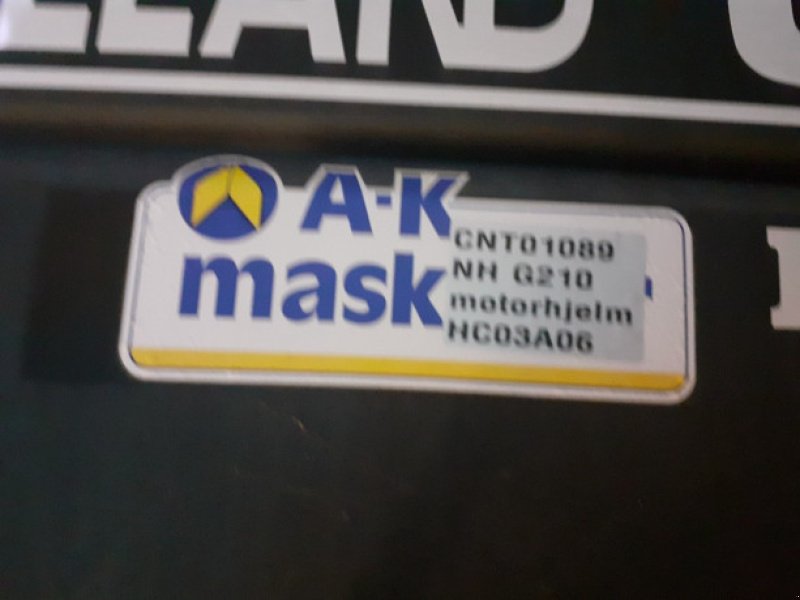 A-K
mask
CNT01089
NH G210
motorhjelm
HC03A06